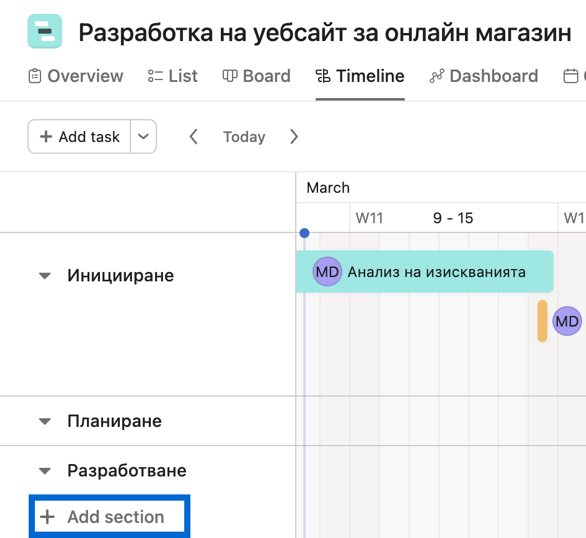 Разработка на уебсайт за онлайн магазин
Overview List Board Timeline Dashboard
+ Add task Today
March
W11 9 - 15 W1
Иницииране
MD Анализ на изискванията
MD
Планиране
Разработване
+ Add section